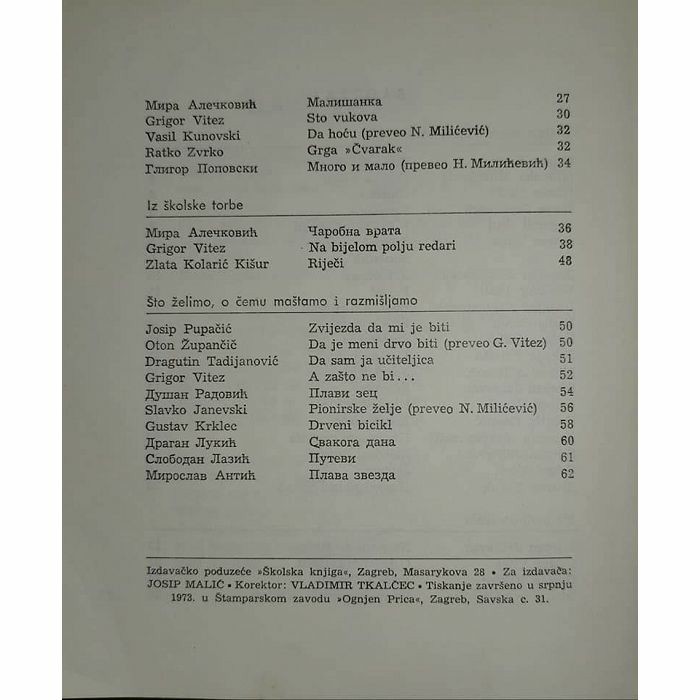 Мира Алечковић Малишанка 27
Grigor Vitez Sto vukova 30
Vasil Kunovski Da hoću (preveo N. Milićević) 32
Ratko Zvrko Grga »Čvarak« 32
Глигор Поповски Много и мало (превео Н. Милићевић) 34
Iz školske torbe
Мира Алечковић Чаробна врата 36
Grigor Vitez Na bijelom polju redari 38
Zlata Kolarić Kišur Riječi 48
Što želimo, o čemu maštamo i razmišljamo
Josip Pupačić Zvijezda da mi je biti 50
Oton Župančič Da je meni drvo biti (preveo G. Vitez) 50
Dragutin Tadijanović Da sam ja učiteljica 51
Grigor Vitez A zašto ne bi... 52
Душан Радовић Плави зец 54
Slavko Janevski Pionirske želje (preveo N. Milićević) 56
Gustav Krklec Drveni bicikl 58
Драган Лукић Свакога дана 60
Слободан Лазић Путеви 61
Мирослав Антић Плава звезда 62
Izdavačko poduzeće »Školska knjiga«, Zagreb, Masarykova 28 • Za izdavača:
JOSIP MALIĆ • Korektor: VLADIMIR TKALČEC • Tiskanje završeno u srpnju
1973. u Štamparskom zavodu »Ognjen Prica«, Zagreb, Savska c. 31.